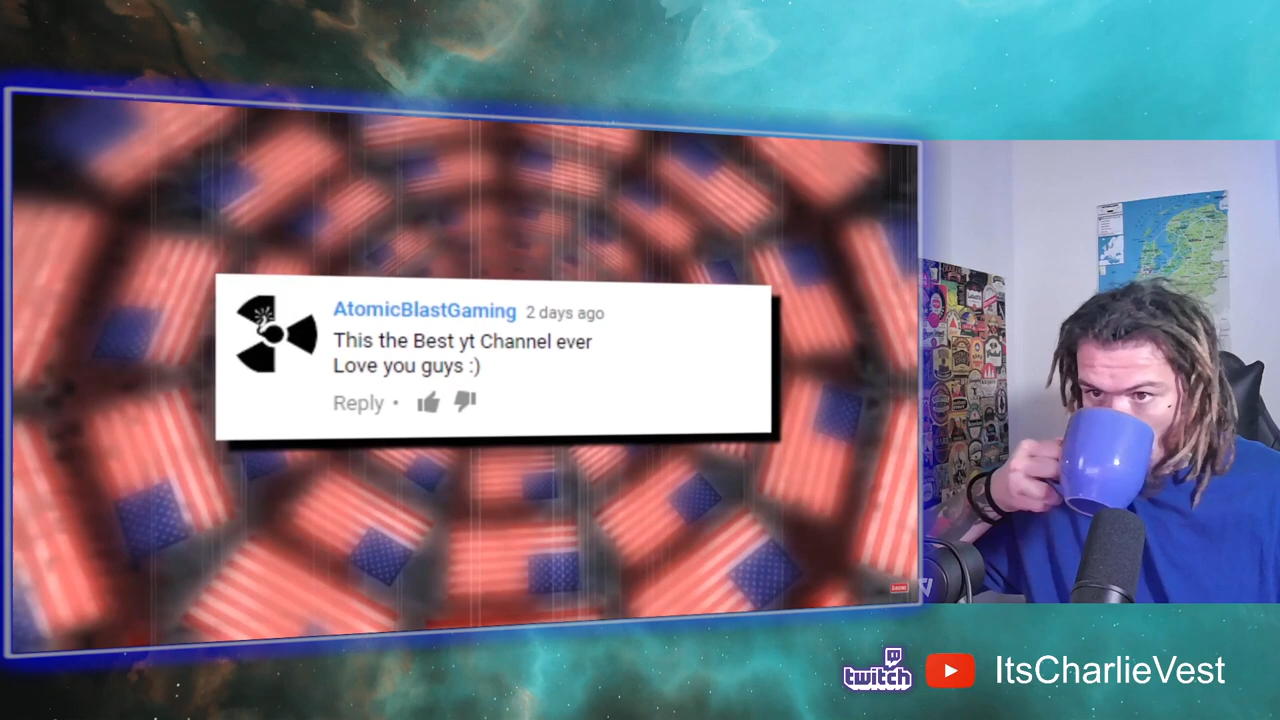 AtomicBlastGaming 2 days ago
This the Best yt Channel ever
Love you guys :)
Reply •
twitch
ItsCharlieVest